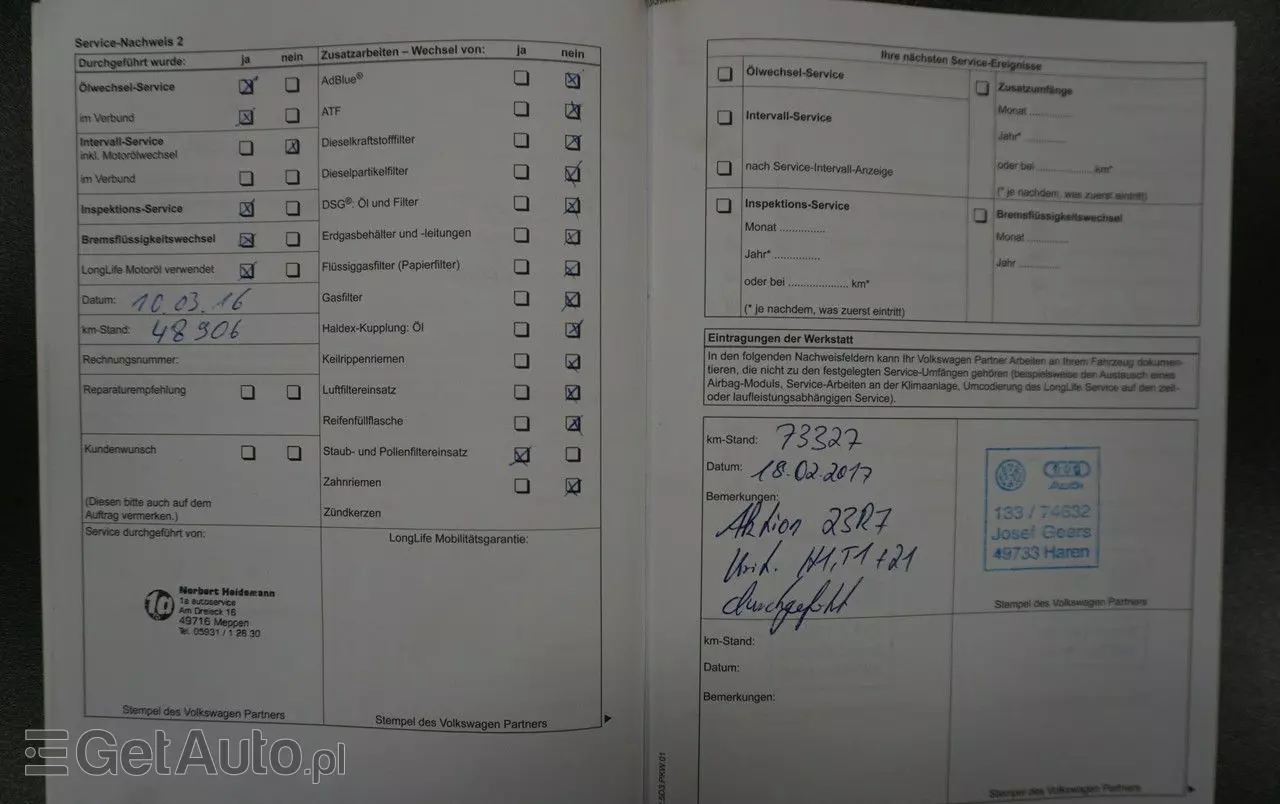 Service-Nachweis 2
Durchgeführt wurde: ja nein
Ölwechsel-Service
im Verbund
Intervall-Service
inkl. Motorölwechsel
im Verbund
Inspektions-Service
Bremsflüssigkeitswechsel
LongLife Motoröl verwendet
Datum: 10.03.16
km-Stand: 48906
Rechnungsnummer:
Reparaturempfehlung
Kundenwunsch
(Diesen bitte auch auf dem
Auftrag vermerken.)
Service durchgeführt von:
Norbert Heidemann
1a autoservice
Am Dreieck 16
49716 Meppen
Tel. 05931 / 1 28 30
Stempel des Volkswagen Partners
Zusatzarbeiten – Wechsel von: ja nein
AdBlue®
ATF
Dieselkraftstofffilter
Dieselpartikelfilter
DSG®: Öl und Filter
Erdgasbehälter und -leitungen
Flüssiggasfilter (Papierfilter)
Gasfilter
Haldex-Kupplung: Öl
Keilrippenriemen
Luftfiltereinsatz
Reifenfüllflasche
Staub- und Pollenfiltereinsatz
Zahnriemen
Zündkerzen
LongLife Mobilitätsgarantie:
Stempel des Volkswagen Partners
Ihre nächsten Service-Ereignisse
Ölwechsel-Service
Intervall-Service
nach Service-Intervall-Anzeige
Inspektions-Service
Monat ...............
Jahr* ...............
oder bei ................... km*
(* je nachdem, was zuerst eintritt)
Zusatzumfänge
Monat .............
Jahr* .............
oder bei ................... km*
(* je nachdem, was zuerst eintritt)
Bremsflüssigkeitswechsel
Monat .............
Jahr .............
Eintragungen der Werkstatt
In den folgenden Nachweisfeldern kann Ihr Volkswagen Partner Arbeiten an Ihrem Fahrzeug dokumen-
tieren, die nicht zu den festgelegten Service-Umfängen gehören (beispielsweise den Austausch eines
Airbag-Moduls, Service-Arbeiten an der Klimaanlage, Umcodierung des LongLife Service auf den zeit-
oder laufleistungsabhängigen Service).
km-Stand: 73327
Datum: 18.02.2017
Bemerkungen:
Aktion 23R7
H1, T1 + 21
durchgeführt
Audi
133 / 74632
Josef Geers
49733 Haren
Stempel des Volkswagen Partners
km-Stand:
Datum:
Bemerkungen:
Stempel des Volkswagen Partners
GetAuto.pl